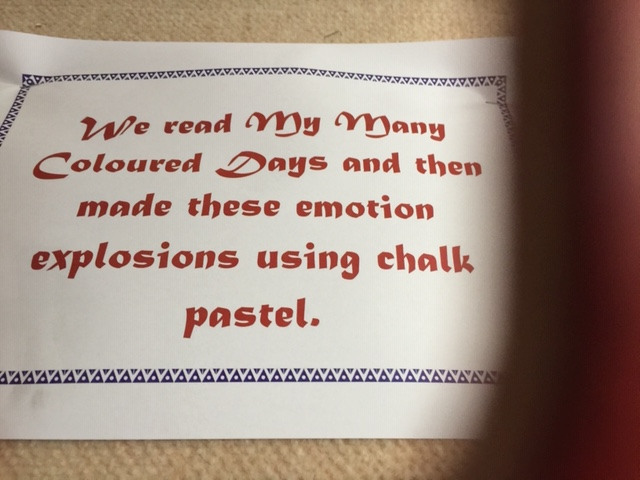 We read My Many
Coloured Days and then
made these emotion
explosions using chalk
pastel.